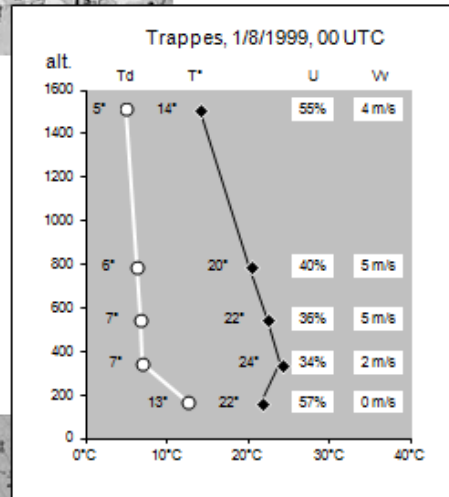 Trappes, 1/8/1999, 00 UTC
alt.
Td T° U Vv
1600
5° 14° 55% 4 m/s
1400
1200
1000
800
6° 20° 40% 5 m/s
600
7° 22° 36% 5 m/s
400
7° 24° 34% 2 m/s
200
13° 22° 57% 0 m/s
0
0°C 10°C 20°C 30°C 40°C